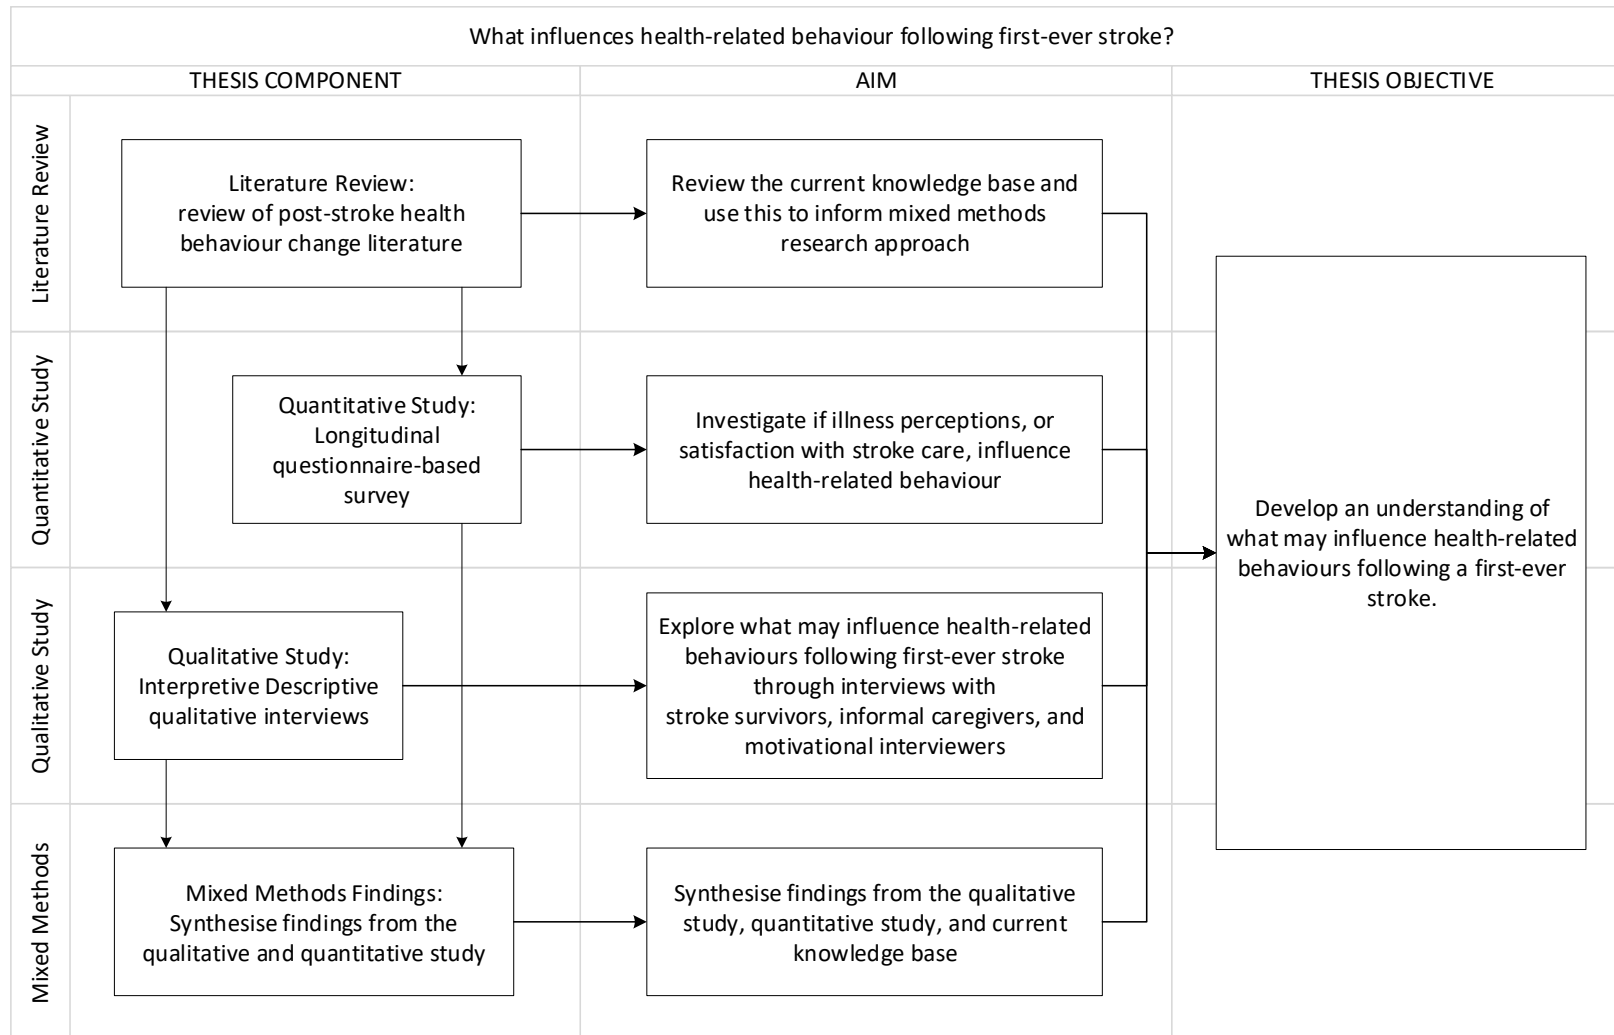 What influences health-related behaviour following first-ever stroke?
THESIS COMPONENT
AIM
THESIS OBJECTIVE
Literature Review
Literature Review:
review of post-stroke health
behaviour change literature
Review the current knowledge base and
use this to inform mixed methods
research approach
Quantitative Study
Quantitative Study:
Longitudinal
questionnaire-based
survey
Investigate if illness perceptions, or
satisfaction with stroke care, influence
health-related behaviour
Develop an understanding of
what may influence health-related
behaviours following a first-ever
stroke.
Qualitative Study
Qualitative Study:
Interpretive Descriptive
qualitative interviews
Explore what may influence health-related
behaviours following first-ever stroke
through interviews with
stroke survivors, informal caregivers, and
motivational interviewers
Mixed Methods
Mixed Methods Findings:
Synthesise findings from the
qualitative and quantitative study
Synthesise findings from the qualitative
study, quantitative study, and current
knowledge base